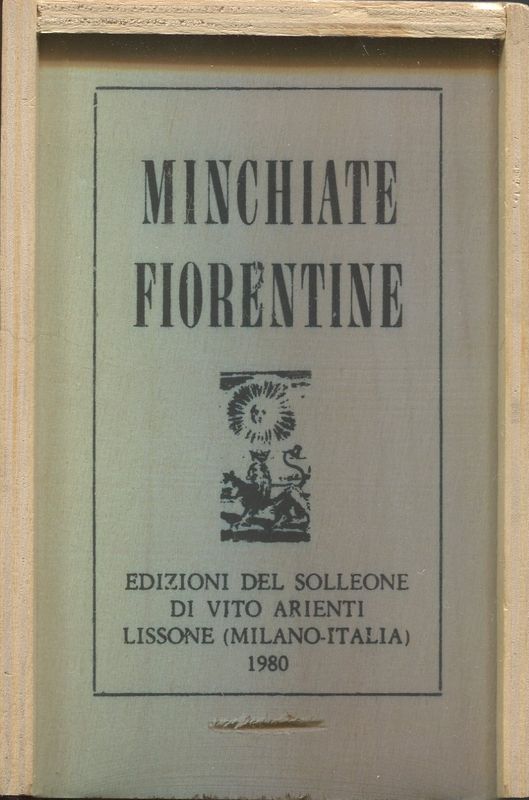 MINCHIATE
FIORENTINE
EDIZIONI DEL SOLLEONE
DI VITO ARIENTI
LISSONE (MILANO-ITALIA)
1980